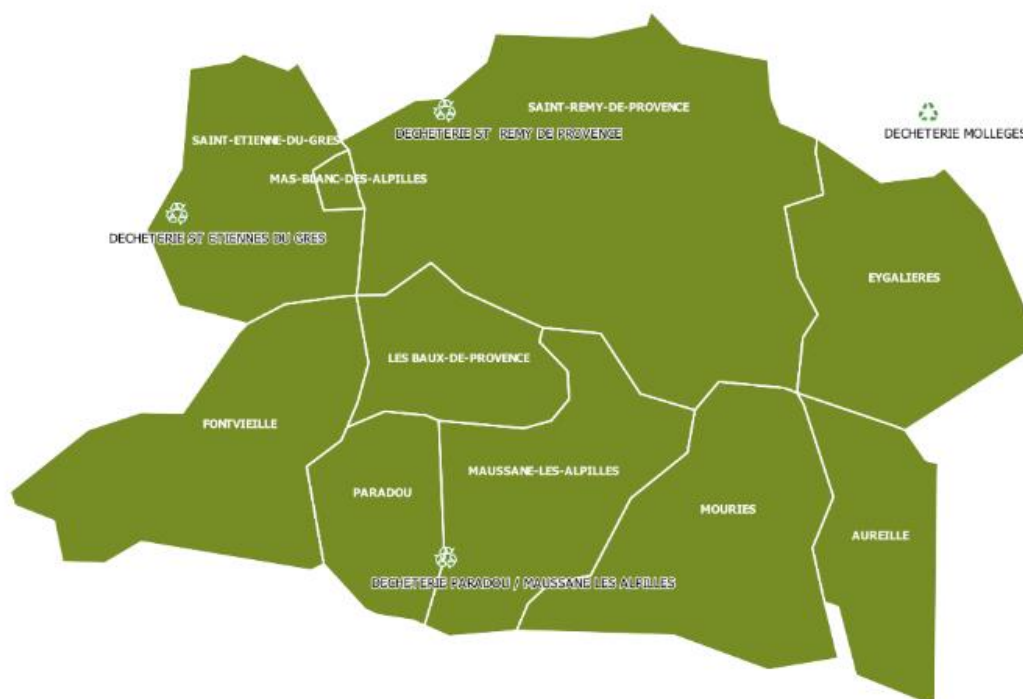 SAINT-REMY-DE-PROVENCE
DECHETERIE ST REMY DE PROVENCE
DECHETERIE MOLLEGES
SAINT-ETIENNE-DU-GRES
MAS-BLANC-DES-ALPILLES
DECHETERIE ST ETIENNES DU GRES
EYGALIERES
LES BAUX-DE-PROVENCE
FONTVIEILLE
MAUSSANE-LES-ALPILLES
PARADOU
MOURIES
AUREILLE
DECHETERIE PARADOU / MAUSSANE LES ALPILLES